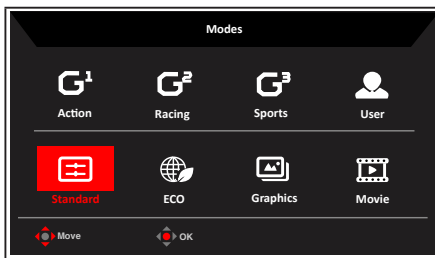 Modes
G¹ G² G³
Action Racing Sports User
Standard ECO Graphics Movie
Move OK